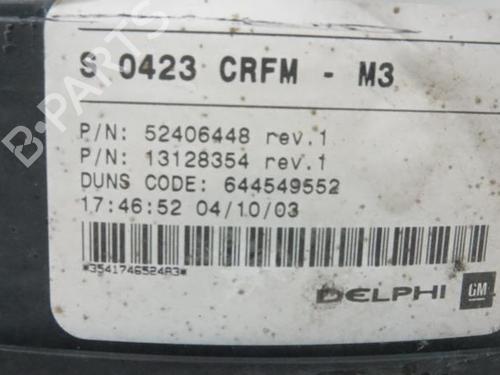 S 0423 CRFM - M3
P/N: 52406448 rev.1
P/N: 13128354 rev.1
DUNS CODE: 644549552
17:46:52 04/10/03
*3541746524A3*
DELPHI GM
B-PARTS